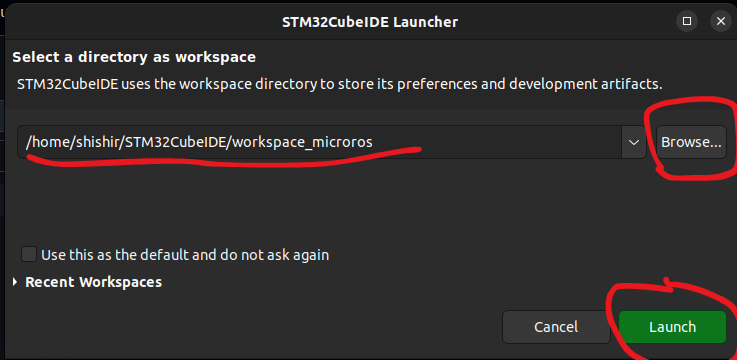 STM32CubeIDE Launcher
Select a directory as workspace
STM32CubeIDE uses the workspace directory to store its preferences and development artifacts.
/home/shishir/STM32CubeIDE/workspace_microros
Browse...
Use this as the default and do not ask again
Recent Workspaces
Cancel
Launch